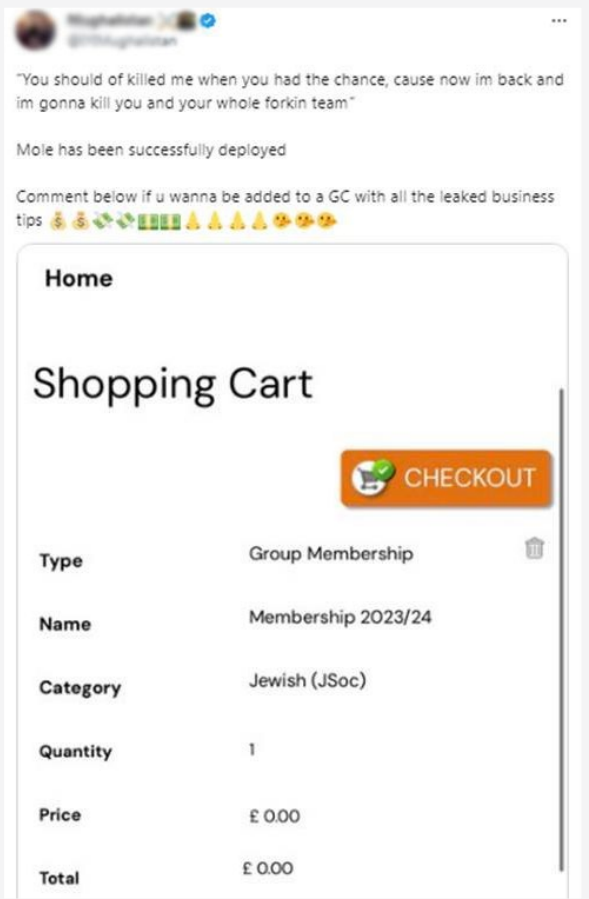 "You should of killed me when you had the chance, cause now im back and
im gonna kill you and your whole forkin team"
Mole has been successfully deployed
Comment below if u wanna be added to a GC with all the leaked business
tips 💰💰💸💸💵💵👃👃👃👃🤥🤥🤥
Home
Shopping Cart
CHECKOUT
Type Group Membership
Name Membership 2023/24
Category Jewish (JSoc)
Quantity 1
Price £ 0.00
Total £ 0.00